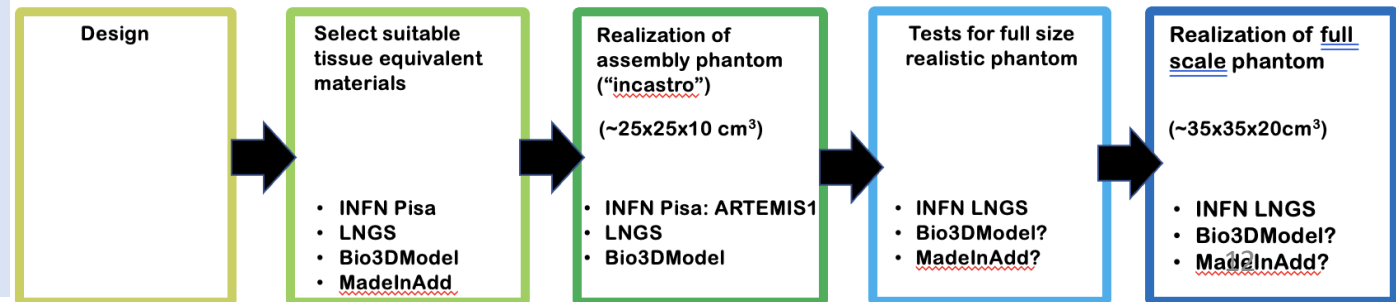 Design
Select suitable
tissue equivalent
materials
• INFN Pisa
• LNGS
• Bio3DModel
• MadeInAdd
Realization of
assembly phantom
(“incastro”)
(~25x25x10 cm³)
• INFN Pisa: ARTEMIS1
• LNGS
• Bio3DModel
Tests for full size
realistic phantom
• INFN LNGS
• Bio3DModel?
• MadeInAdd?
Realization of full
scale phantom
(~35x35x20cm³)
• INFN LNGS
• Bio3DModel?
• MadeInAdd?
12